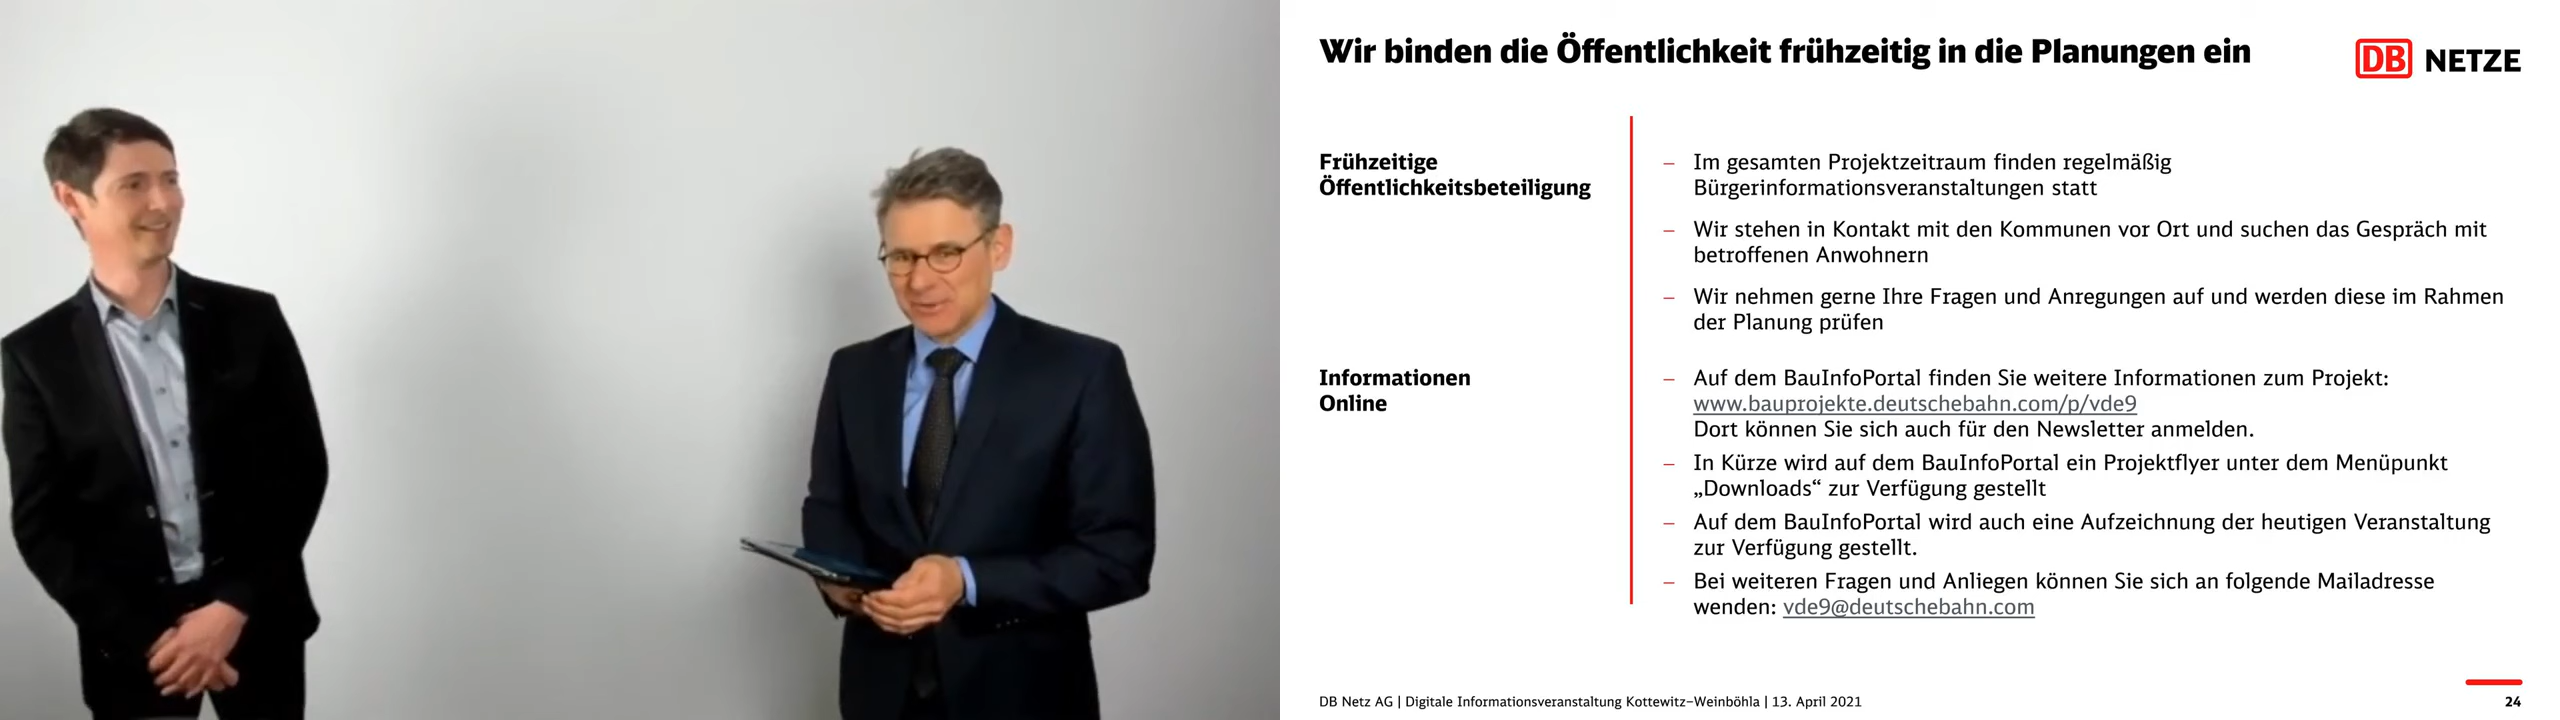 Wir binden die Öffentlichkeit frühzeitig in die Planungen ein
DB NETZE
Frühzeitige
Öffentlichkeitsbeteiligung
– Im gesamten Projektzeitraum finden regelmäßig
Bürgerinformationsveranstaltungen statt
– Wir stehen in Kontakt mit den Kommunen vor Ort und suchen das Gespräch mit
betroffenen Anwohnern
– Wir nehmen gerne Ihre Fragen und Anregungen auf und werden diese im Rahmen
der Planung prüfen
Informationen
Online
– Auf dem BauInfoPortal finden Sie weitere Informationen zum Projekt:
www.bauprojekte.deutschebahn.com/p/vde9
Dort können Sie sich auch für den Newsletter anmelden.
– In Kürze wird auf dem BauInfoPortal ein Projektflyer unter dem Menüpunkt
„Downloads“ zur Verfügung gestellt
– Auf dem BauInfoPortal wird auch eine Aufzeichnung der heutigen Veranstaltung
zur Verfügung gestellt.
– Bei weiteren Fragen und Anliegen können Sie sich an folgende Mailadresse
wenden: vde9@deutschebahn.com
DB Netz AG | Digitale Informationsveranstaltung Kottewitz–Weinböhla | 13. April 2021
24